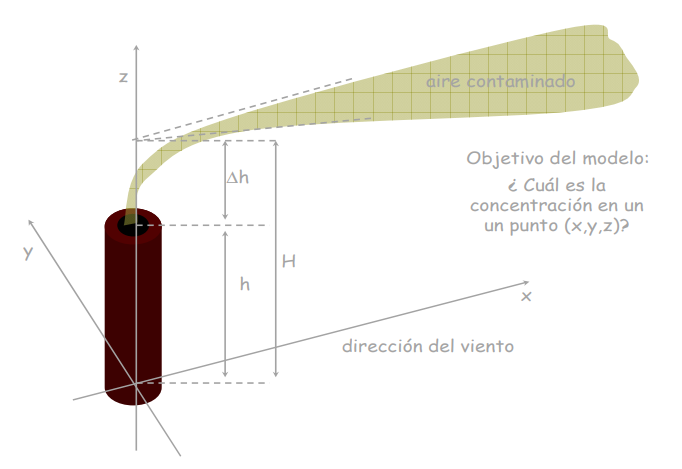 z
aire contaminado
Objetivo del modelo:
¿ Cuál es la
concentración en un
un punto (x,y,z)?
Δh
y
H
h
x
dirección del viento